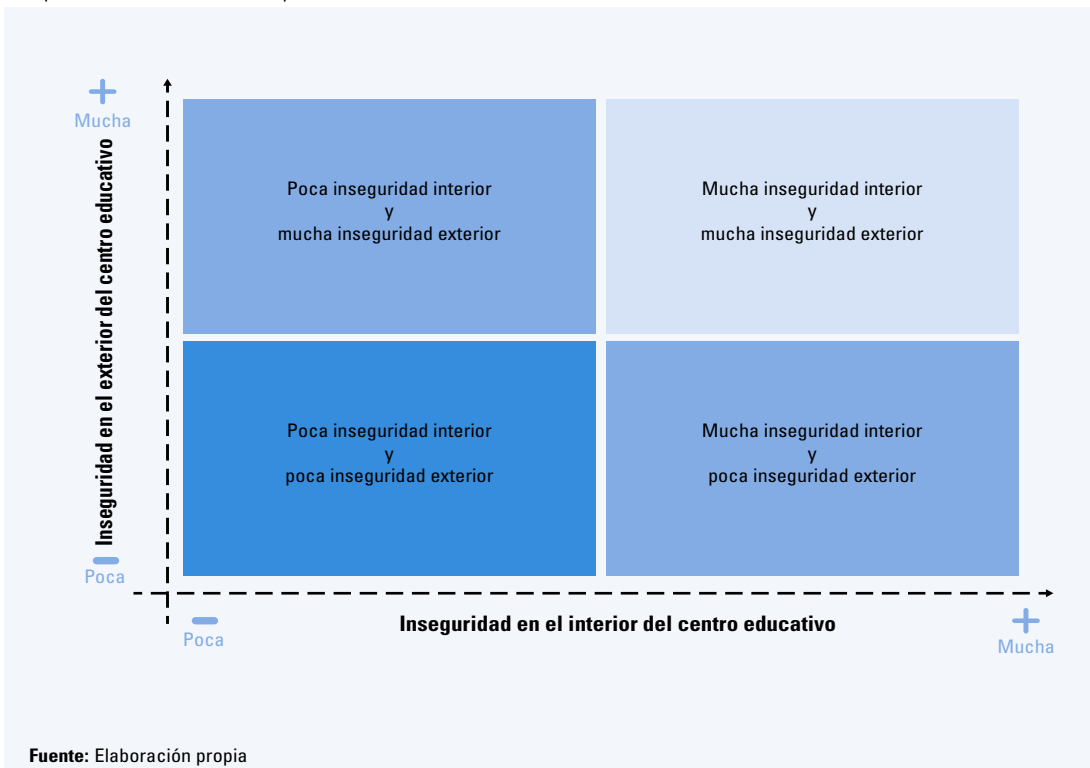 +
Mucha
Inseguridad en el exterior del centro educativo
Poca inseguridad interior
y
mucha inseguridad exterior
Mucha inseguridad interior
y
mucha inseguridad exterior
Poca inseguridad interior
y
poca inseguridad exterior
Mucha inseguridad interior
y
poca inseguridad exterior
−
Poca
−
Poca
Inseguridad en el interior del centro educativo
+
Mucha
Fuente: Elaboración propia